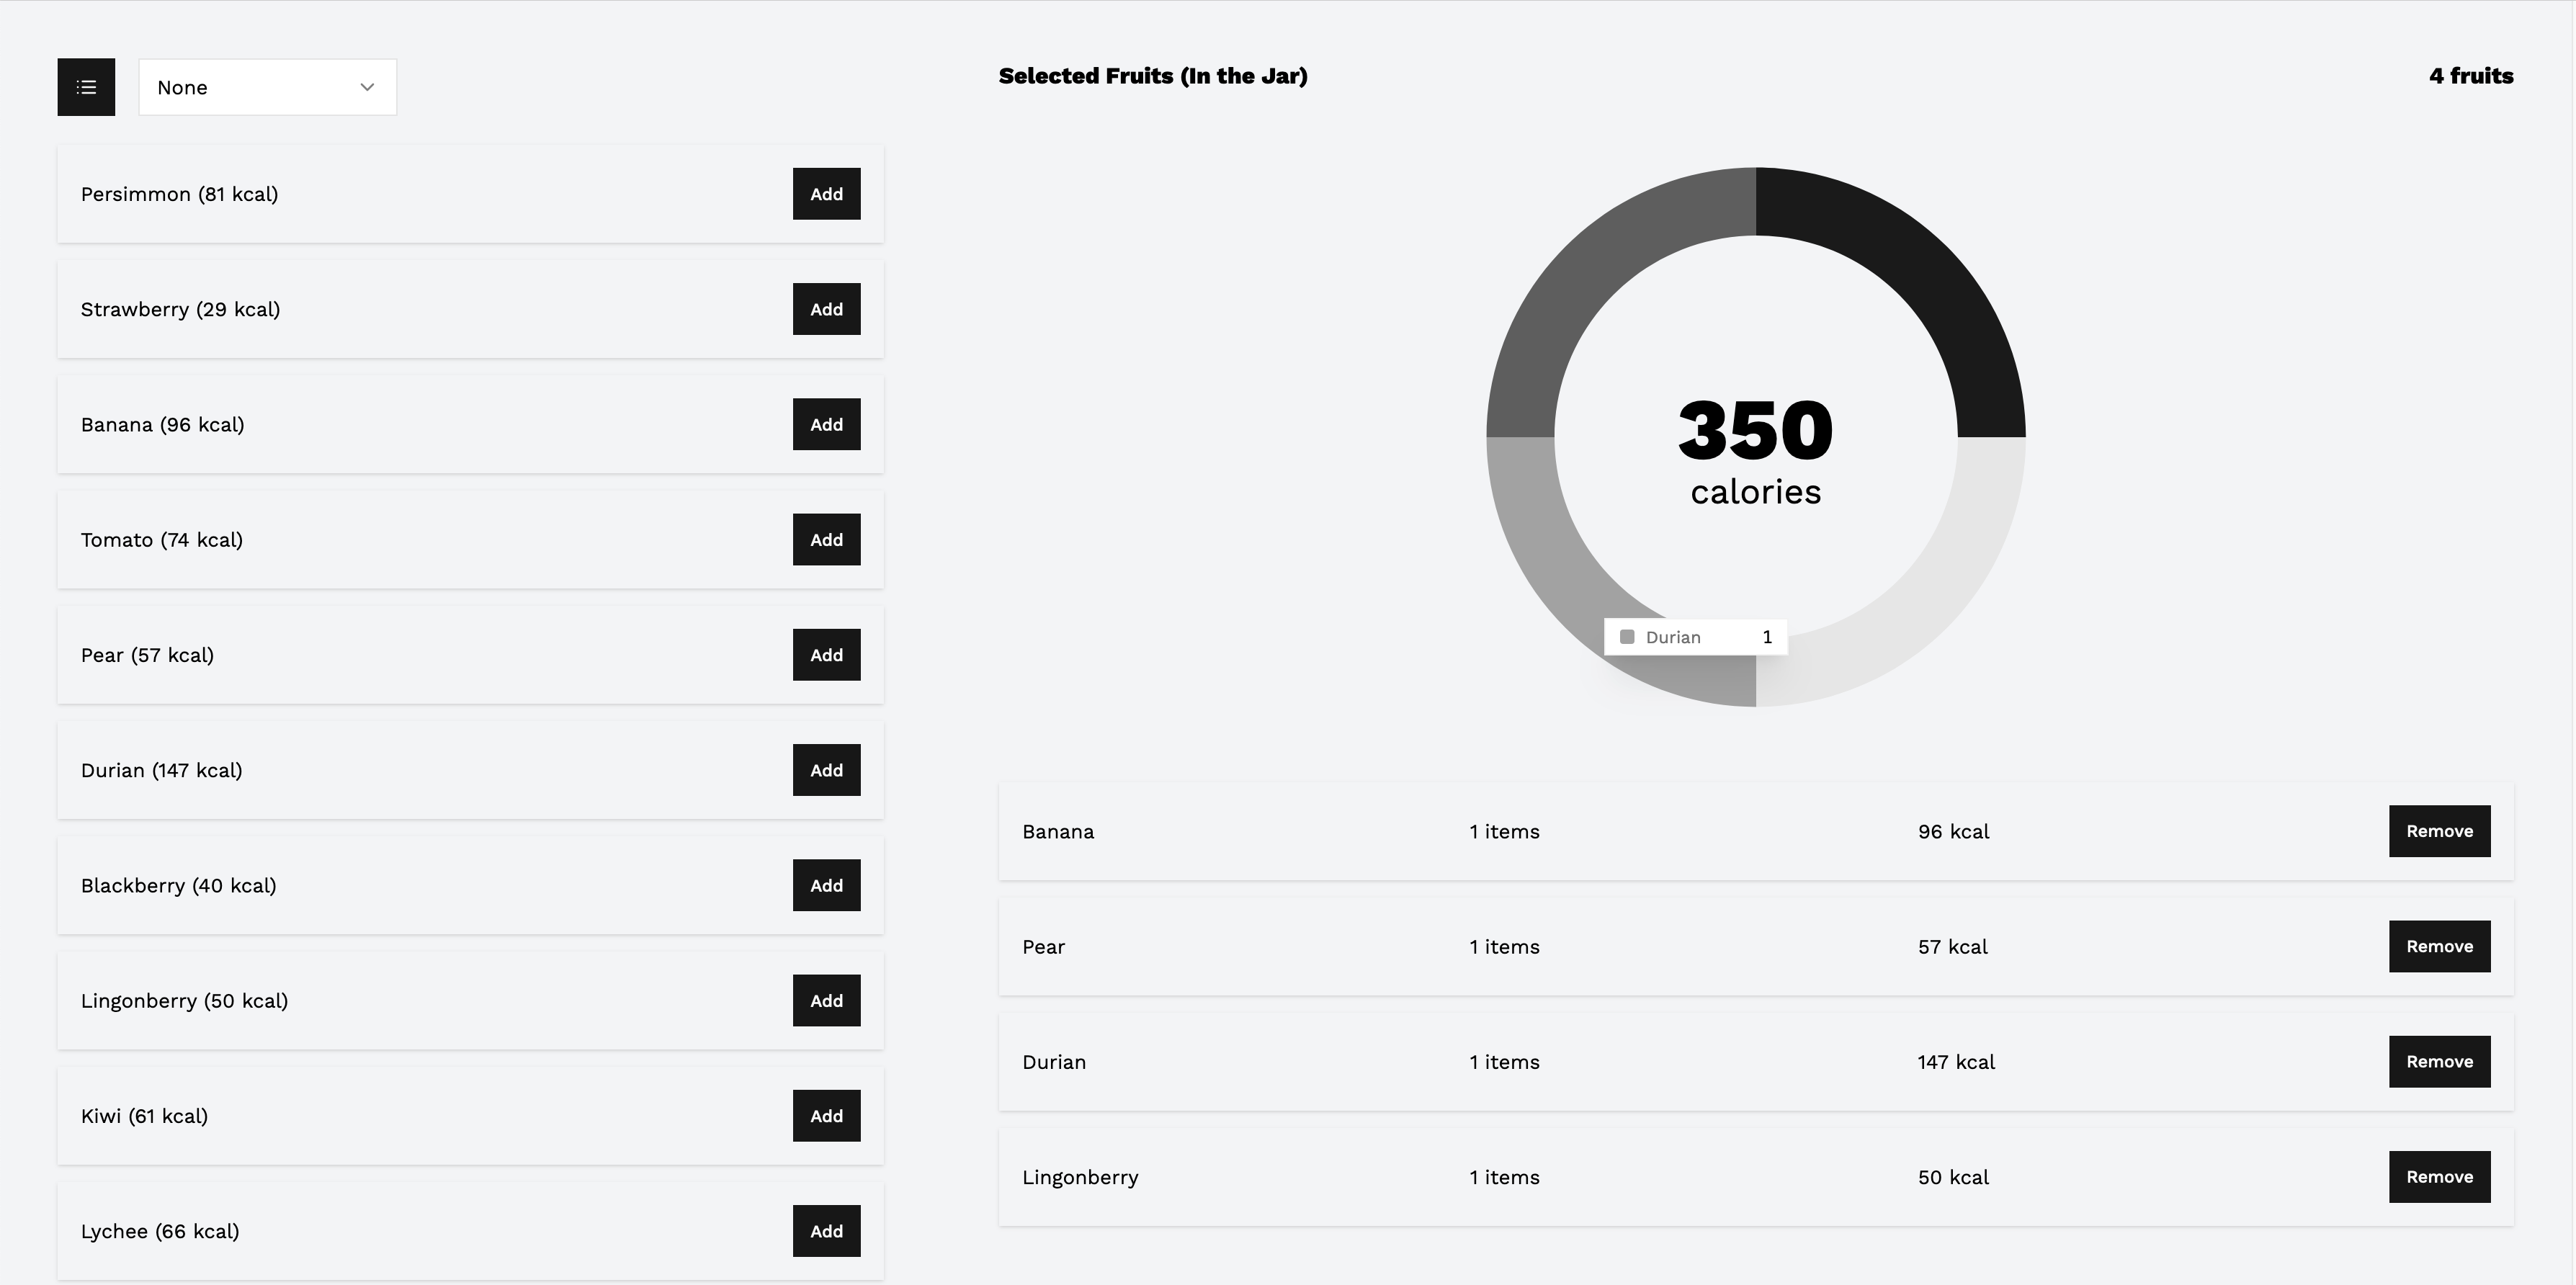 None
Persimmon (81 kcal) Add
Strawberry (29 kcal) Add
Banana (96 kcal) Add
Tomato (74 kcal) Add
Pear (57 kcal) Add
Durian (147 kcal) Add
Blackberry (40 kcal) Add
Lingonberry (50 kcal) Add
Kiwi (61 kcal) Add
Lychee (66 kcal) Add
Selected Fruits (In the Jar) 4 fruits
350
calories
Durian 1
Banana 1 items 96 kcal Remove
Pear 1 items 57 kcal Remove
Durian 1 items 147 kcal Remove
Lingonberry 1 items 50 kcal Remove